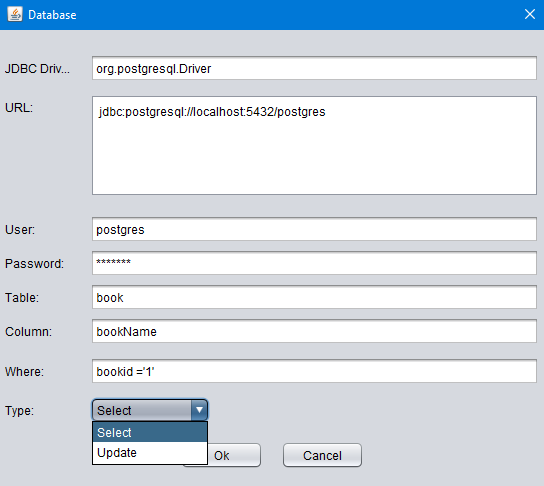 Database
JDBC Driv... org.postgresql.Driver
URL: jdbc:postgresql://localhost:5432/postgres
User: postgres
Password: *******
Table: book
Column: bookName
Where: bookid ='1'
Type: Select
Select
Update
Ok Cancel